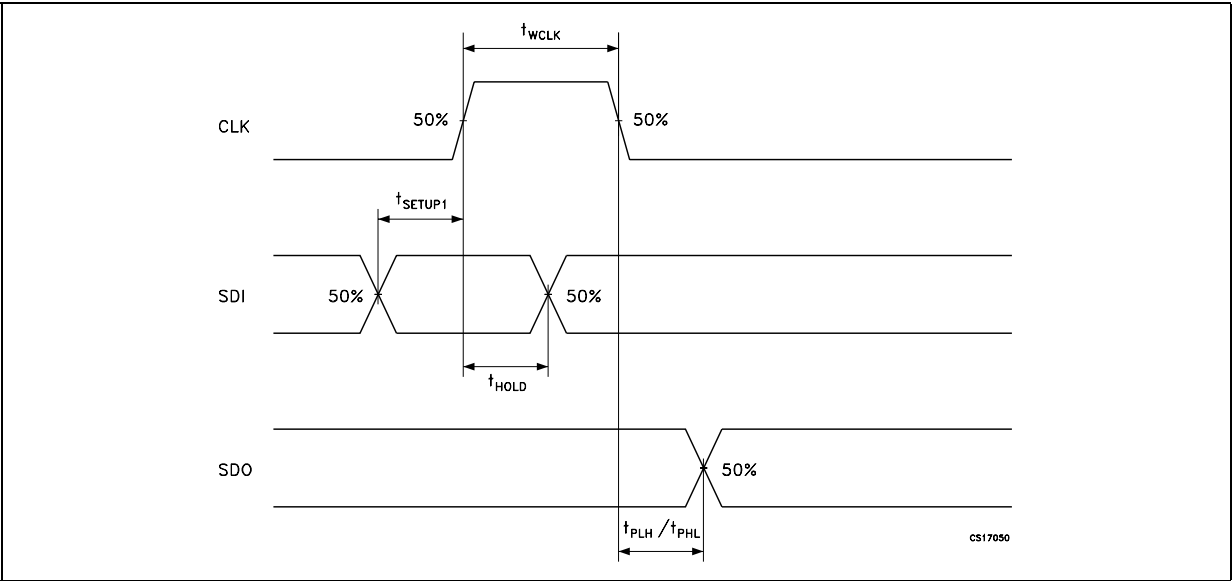 tWCLK
50%
50%
CLK
tSETUP1
SDI
50%
50%
tHOLD
SDO
50%
tPLH /tPHL
CS17050